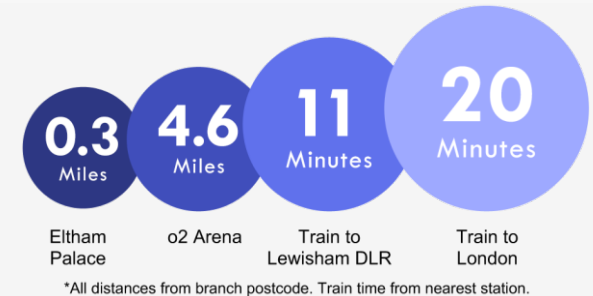 0.3
Miles
4.6
Miles
11
Minutes
20
Minutes
Eltham
Palace
o2 Arena
Train to
Lewisham DLR
Train to
London
*All distances from branch postcode. Train time from nearest station.